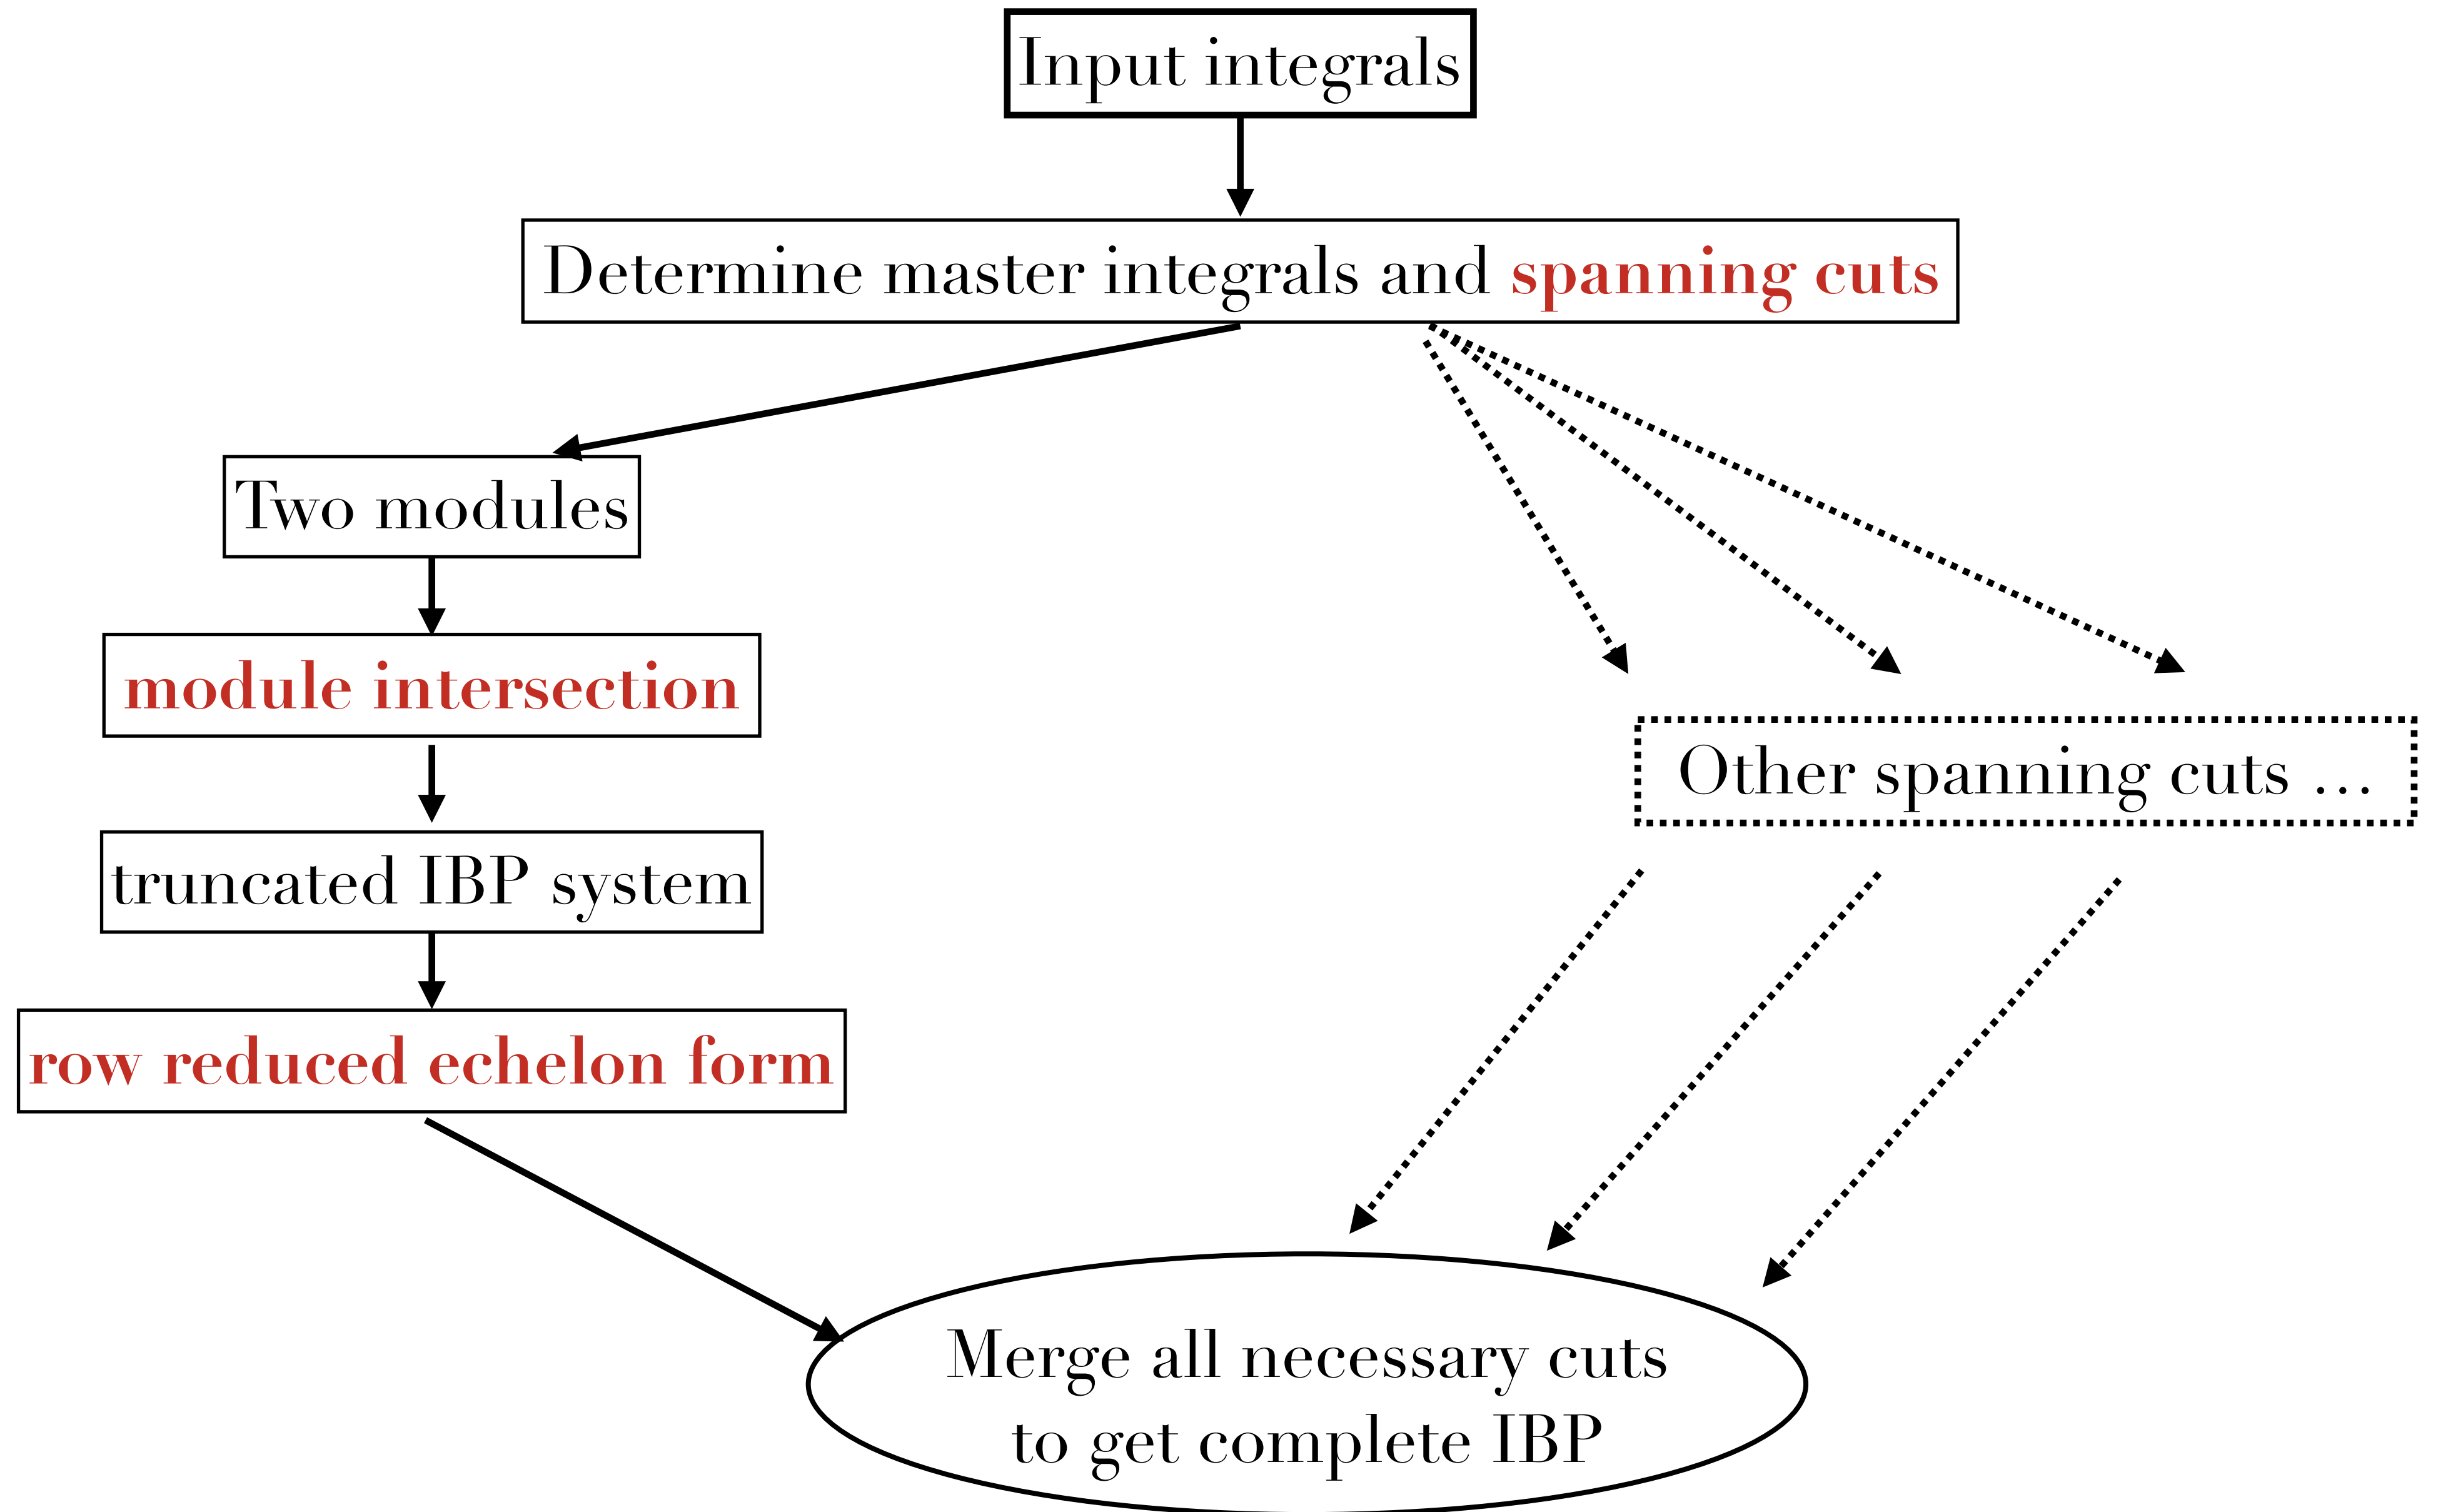 Input integrals
Determine master integrals and spanning cuts
Two modules
module intersection
Other spanning cuts ...
truncated IBP system
row reduced echelon form
Merge all necessary cuts
to get complete IBP